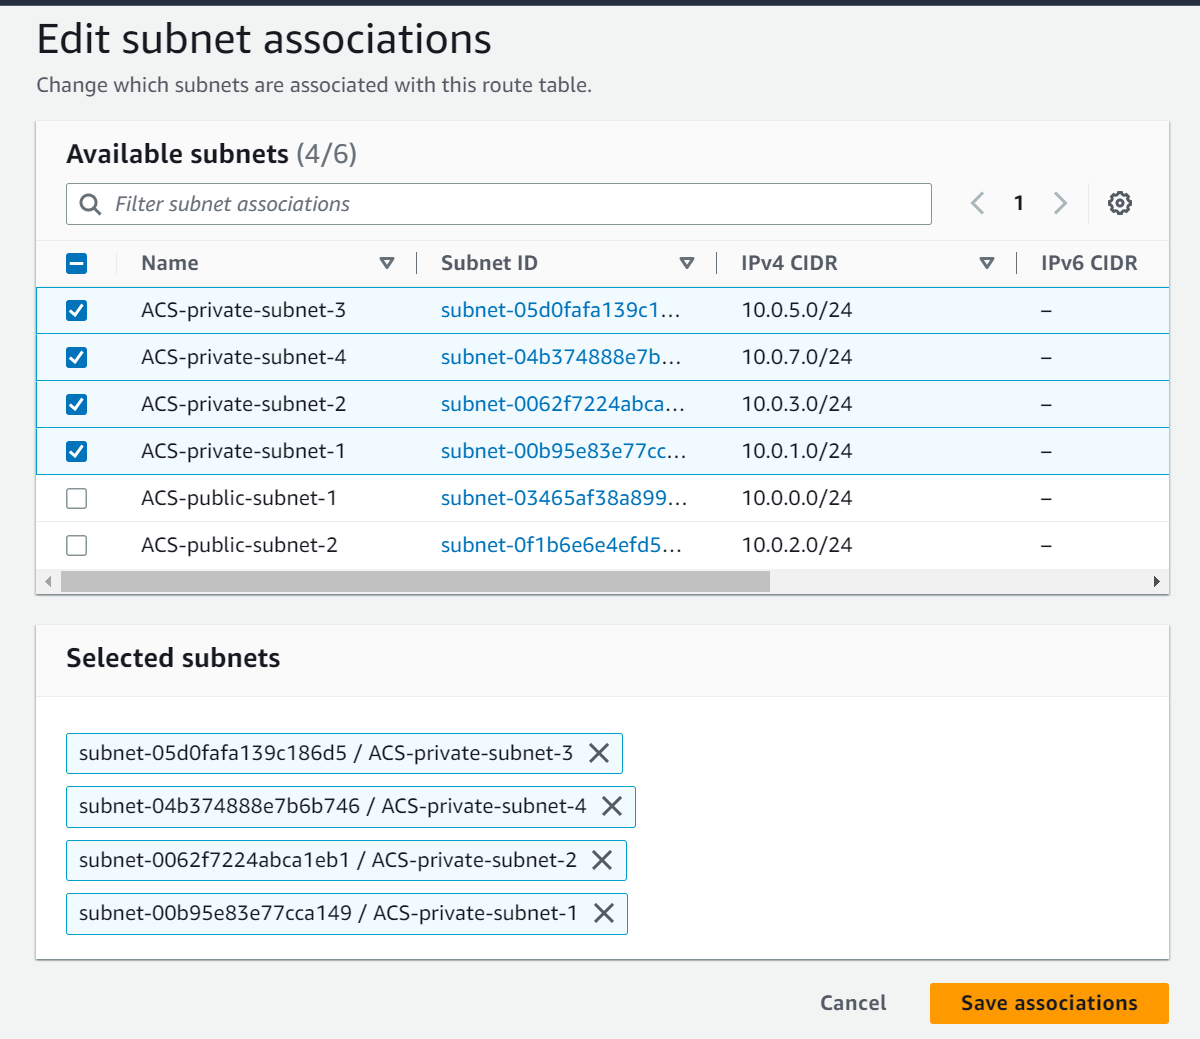 Edit subnet associations
Change which subnets are associated with this route table.
Available subnets (4/6)
Filter subnet associations
1
Name Subnet ID IPv4 CIDR IPv6 CIDR
ACS-private-subnet-3 subnet-05d0fafa139c1... 10.0.5.0/24 –
ACS-private-subnet-4 subnet-04b374888e7b... 10.0.7.0/24 –
ACS-private-subnet-2 subnet-0062f7224abca... 10.0.3.0/24 –
ACS-private-subnet-1 subnet-00b95e83e77cc... 10.0.1.0/24 –
ACS-public-subnet-1 subnet-03465af38a899... 10.0.0.0/24 –
ACS-public-subnet-2 subnet-0f1b6e6e4efd5... 10.0.2.0/24 –
Selected subnets
subnet-05d0fafa139c186d5 / ACS-private-subnet-3
subnet-04b374888e7b6b746 / ACS-private-subnet-4
subnet-0062f7224abca1eb1 / ACS-private-subnet-2
subnet-00b95e83e77cca149 / ACS-private-subnet-1
Cancel Save associations